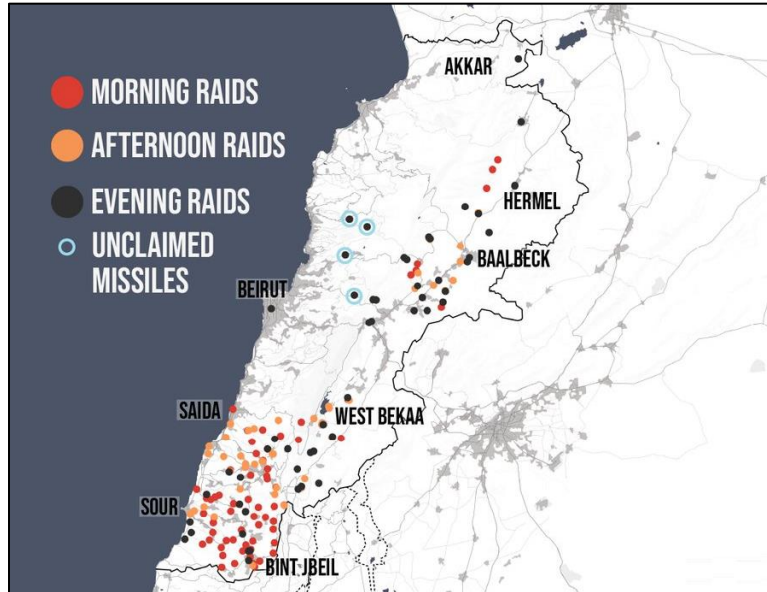 AKKAR
MORNING RAIDS
AFTERNOON RAIDS
EVENING RAIDS
HERMEL
UNCLAIMED
MISSILES
BAALBECK
BEIRUT
SAIDA
WEST BEKAA
SOUR
BINT JBEIL